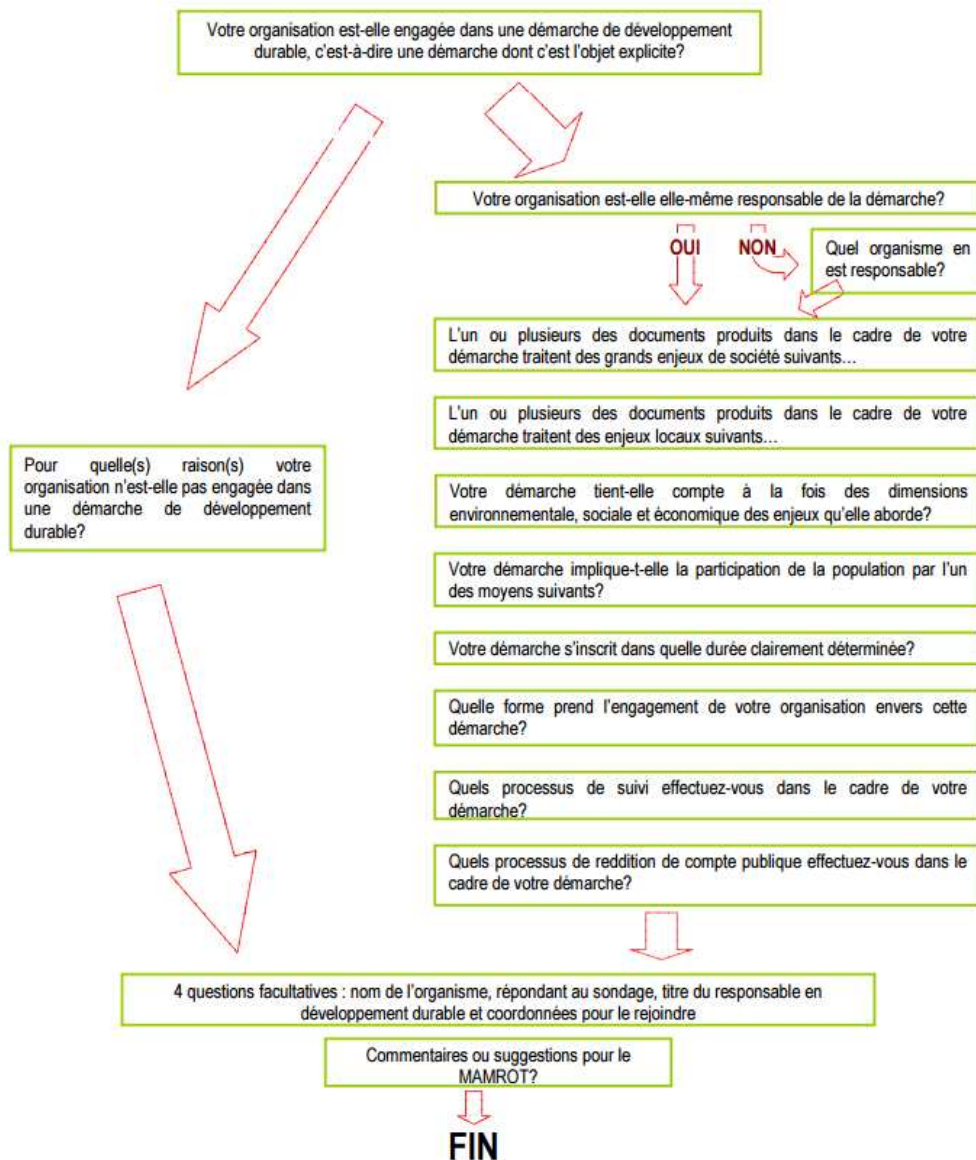 Votre organisation est-elle engagée dans une démarche de développement
durable, c'est-à-dire une démarche dont c'est l'objet explicite?
Votre organisation est-elle elle-même responsable de la démarche?
OUI
NON
Quel organisme en
est responsable?
L'un ou plusieurs des documents produits dans le cadre de votre
démarche traitent des grands enjeux de société suivants…
L'un ou plusieurs des documents produits dans le cadre de votre
démarche traitent des enjeux locaux suivants…
Pour quelle(s) raison(s) votre
organisation n'est-elle pas engagée dans
une démarche de développement
durable?
Votre démarche tient-elle compte à la fois des dimensions
environnementale, sociale et économique des enjeux qu'elle aborde?
Votre démarche implique-t-elle la participation de la population par l'un
des moyens suivants?
Votre démarche s'inscrit dans quelle durée clairement déterminée?
Quelle forme prend l'engagement de votre organisation envers cette
démarche?
Quels processus de suivi effectuez-vous dans le cadre de votre
démarche?
Quels processus de reddition de compte publique effectuez-vous dans le
cadre de votre démarche?
4 questions facultatives : nom de l'organisme, répondant au sondage, titre du responsable en
développement durable et coordonnées pour le rejoindre
Commentaires ou suggestions pour le
MAMROT?
FIN